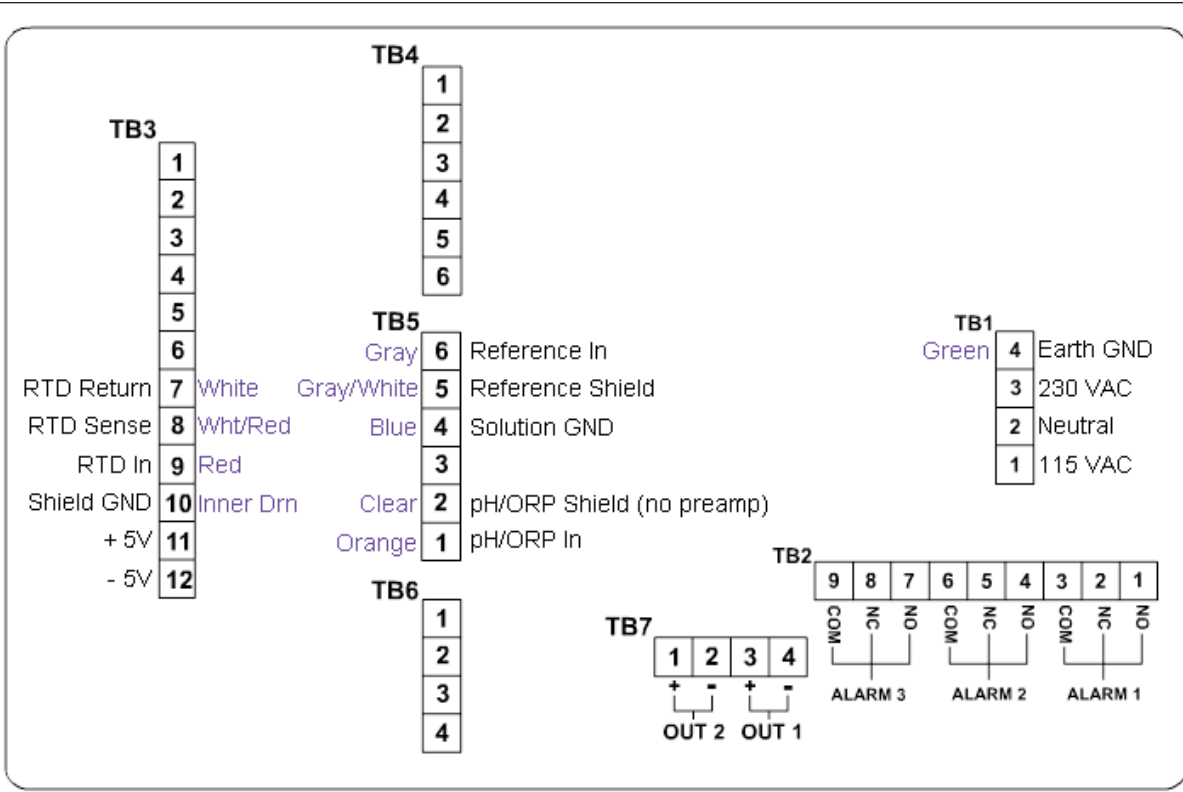 TB4
1
2
3
4
5
6
TB3
1
2
3
4
5
6
RTD Return 7 White
RTD Sense 8 Wht/Red
RTD In 9 Red
Shield GND 10 Inner Drn
+ 5V 11
- 5V 12
TB5
Gray 6 Reference In
Gray/White 5 Reference Shield
Blue 4 Solution GND
3
Clear 2 pH/ORP Shield (no preamp)
Orange 1 pH/ORP In
TB1
Green 4 Earth GND
3 230 VAC
2 Neutral
1 115 VAC
TB6
1
2
3
4
TB7
1 2 3 4
+ - + -
OUT 2 OUT 1
TB2
9 8 7 6 5 4 3 2 1
COM NC NO COM NC NO COM NC NO
ALARM 3 ALARM 2 ALARM 1